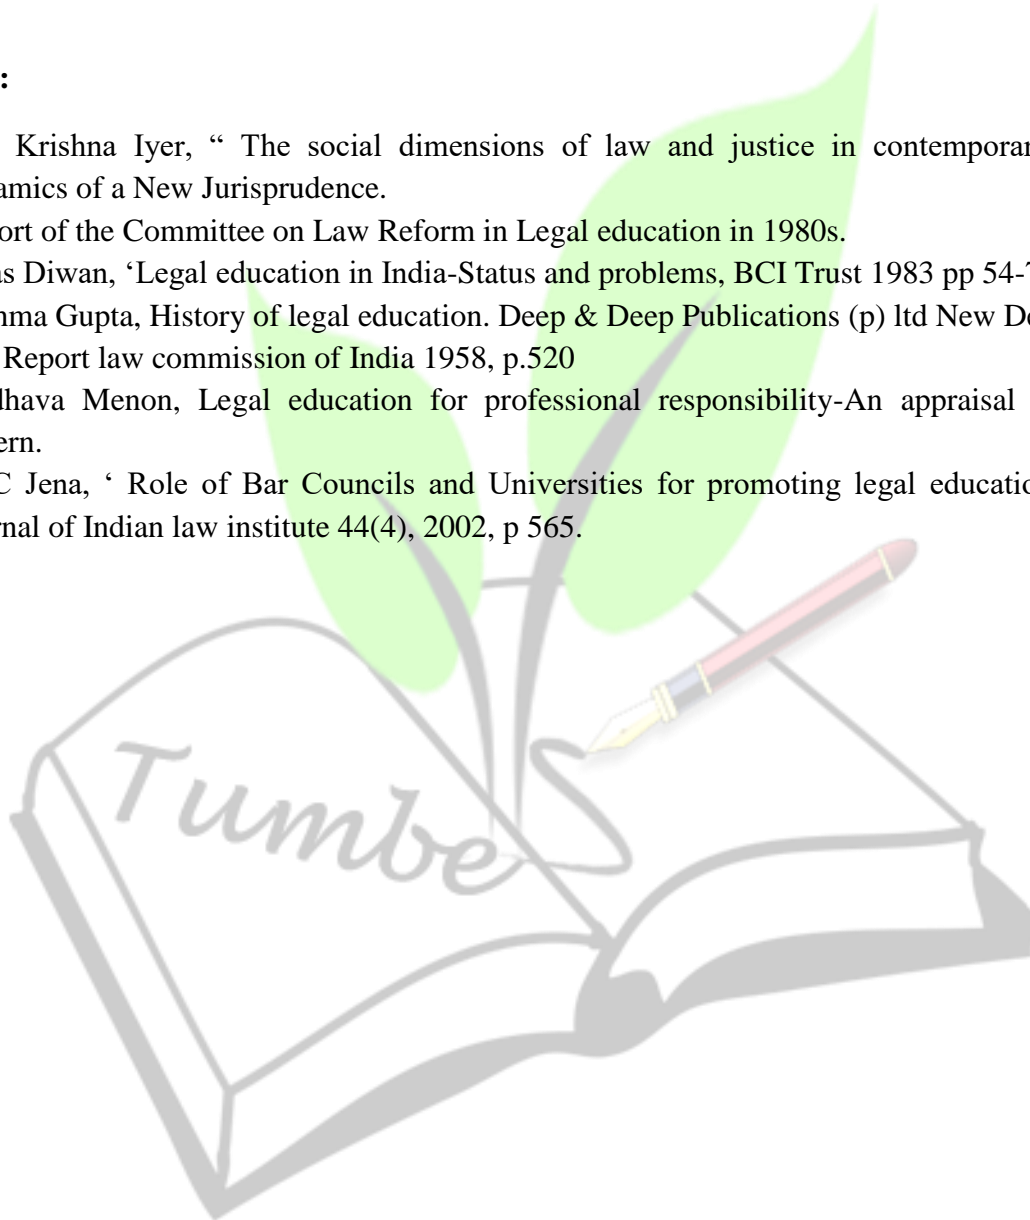 :
Krishna Iyer, “ The social dimensions of law and justice in contemporar
amics of a New Jurisprudence.
ort of the Committee on Law Reform in Legal education in 1980s.
as Diwan, ‘Legal education in India-Status and problems, BCI Trust 1983 pp 54-7
hma Gupta, History of legal education. Deep & Deep Publications (p) ltd New De
Report law commission of India 1958, p.520
dhava Menon, Legal education for professional responsibility-An appraisal
ern.
C Jena, ‘ Role of Bar Councils and Universities for promoting legal educatio
rnal of Indian law institute 44(4), 2002, p 565.
Tumbe